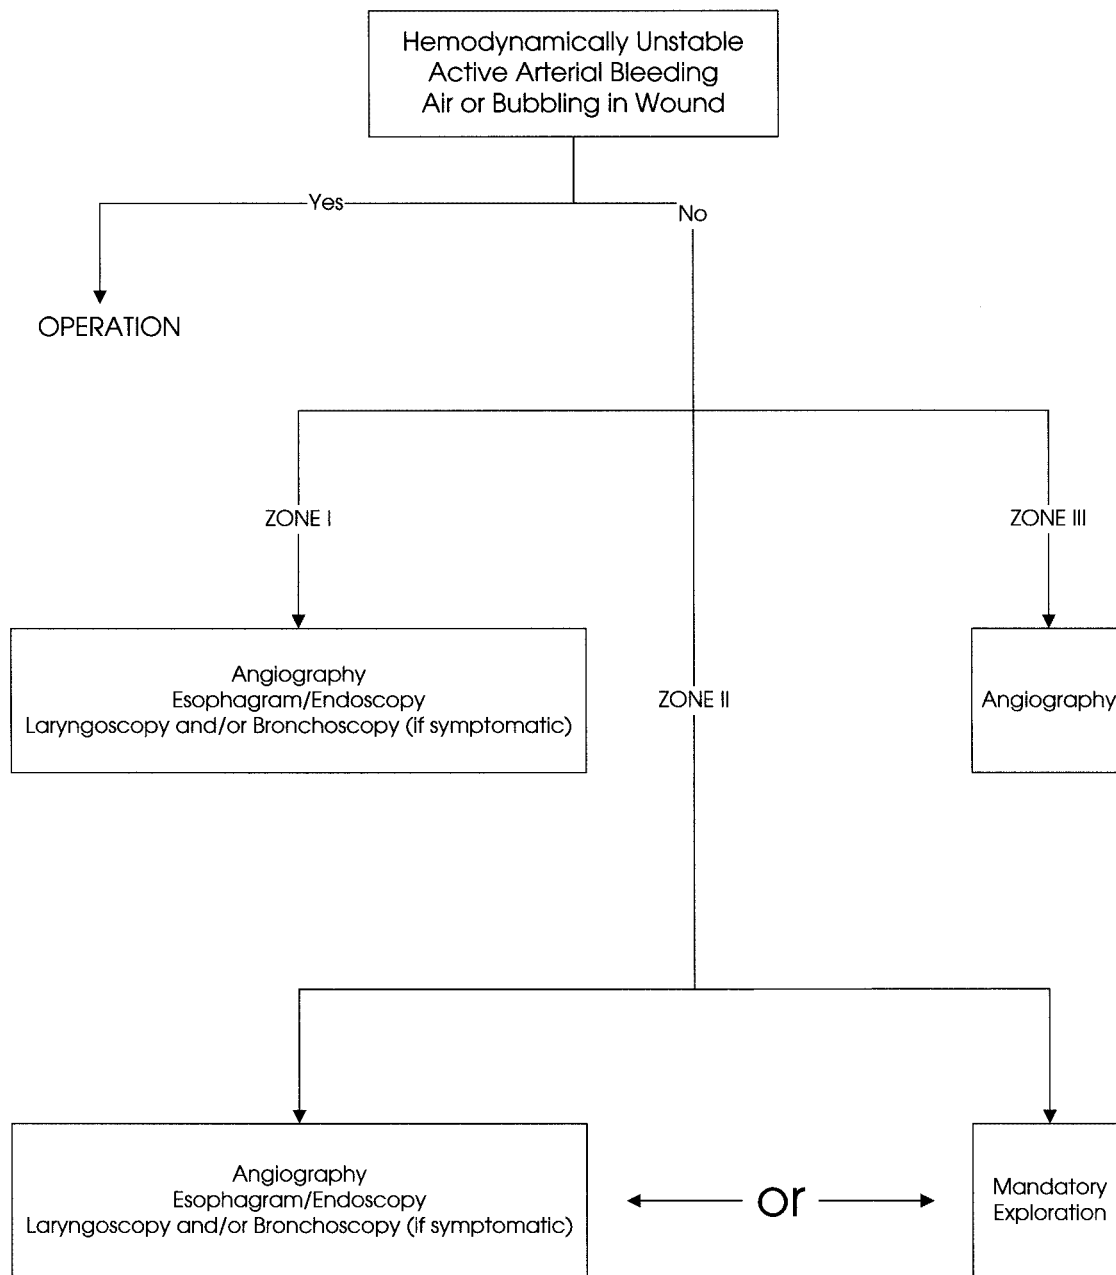 Hemodynamically Unstable
Active Arterial Bleeding
Air or Bubbling in Wound
Yes
No
OPERATION
ZONE I
ZONE III
Angiography
Esophagram/Endoscopy
Laryngoscopy and/or Bronchoscopy (if symptomatic)
ZONE II
Angiography
Angiography
Esophagram/Endoscopy
Laryngoscopy and/or Bronchoscopy (if symptomatic)
or
Mandatory
Exploration